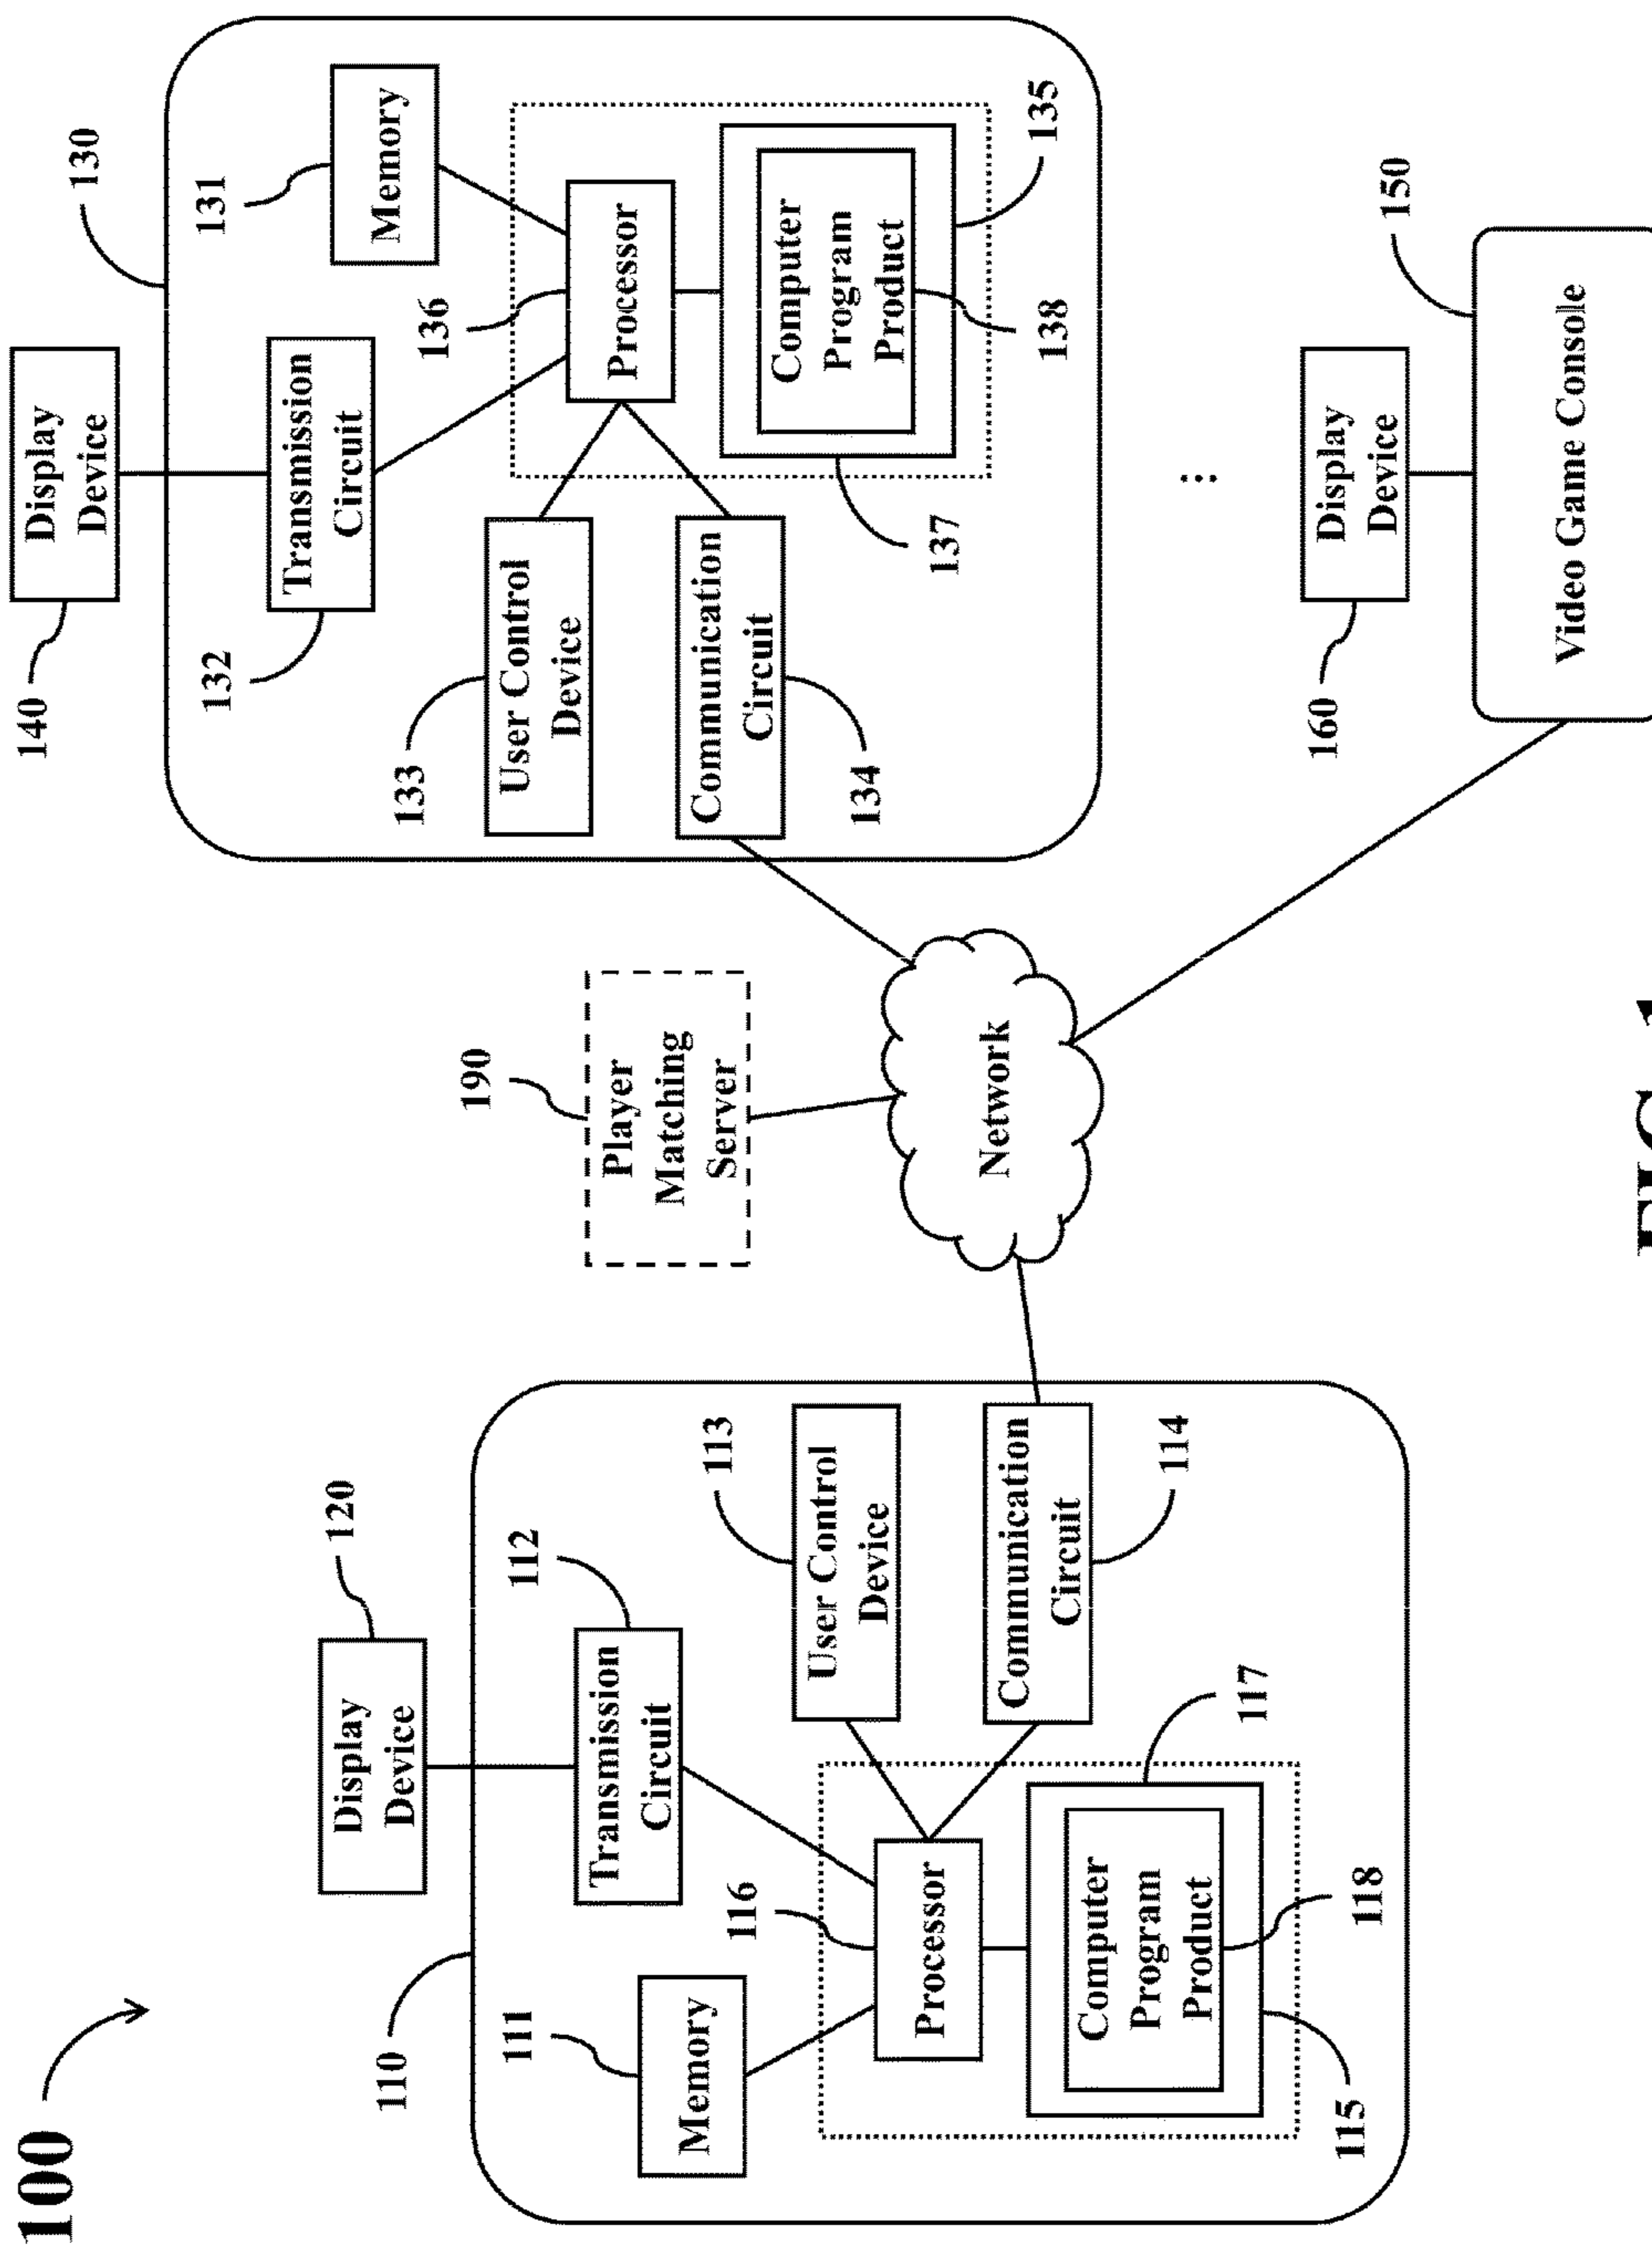 100
120
Display
Device
110
111
Memory
112
Transmission
Circuit
113
User Control
Device
114
Communication
Circuit
116
Processor
117
Computer
Program
Product
115
118
190
Player
Matching
Server
Network
140
Display
Device
130
132
Transmission
Circuit
131
Memory
133
User Control
Device
136
Processor
134
Communication
Circuit
137
Computer
Program
Product
138
135
...
160
Display
Device
150
Video Game Console
FIG. 1